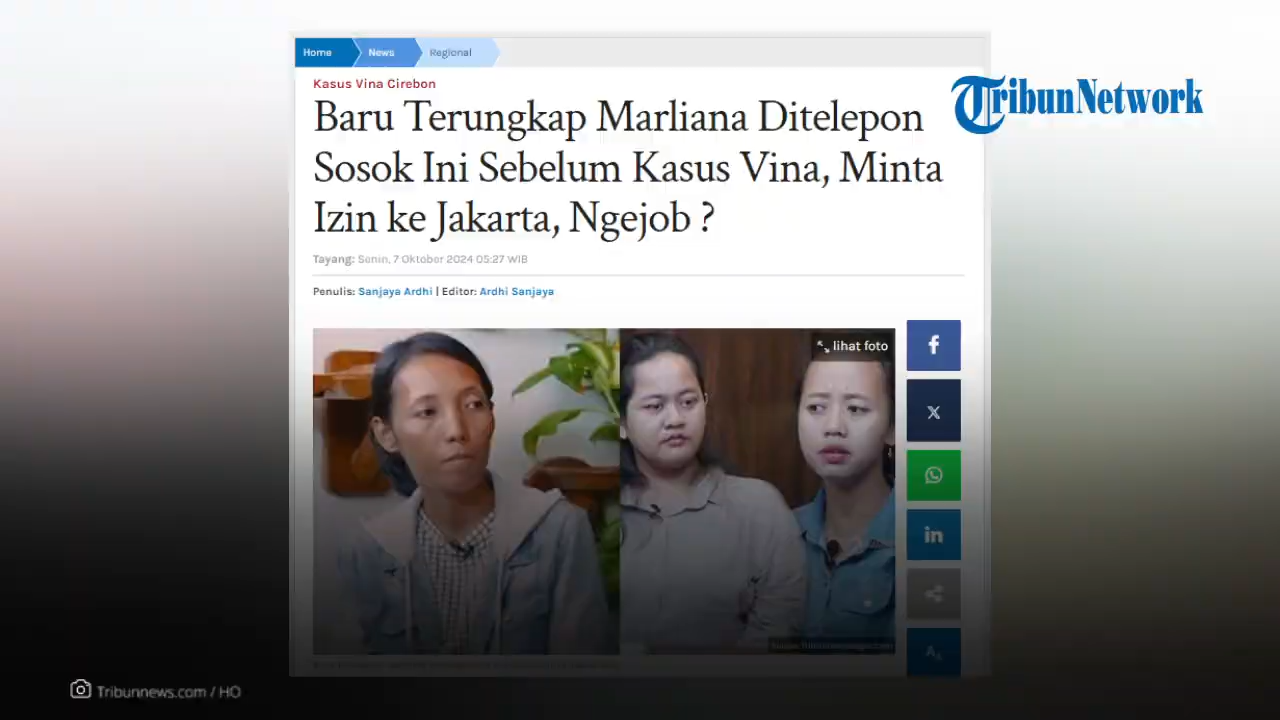 Home News Regional
Kasus Vina Cirebon
TribunNetwork
Baru Terungkap Marliana Ditelepon
Sosok Ini Sebelum Kasus Vina, Minta
Izin ke Jakarta, Ngejob ?
Tayang: Senin, 7 Oktober 2024 05:27 WIB
Penulis: Sanjaya Ardhi | Editor: Ardhi Sanjaya
lihat foto
Tribunnews.com / HO